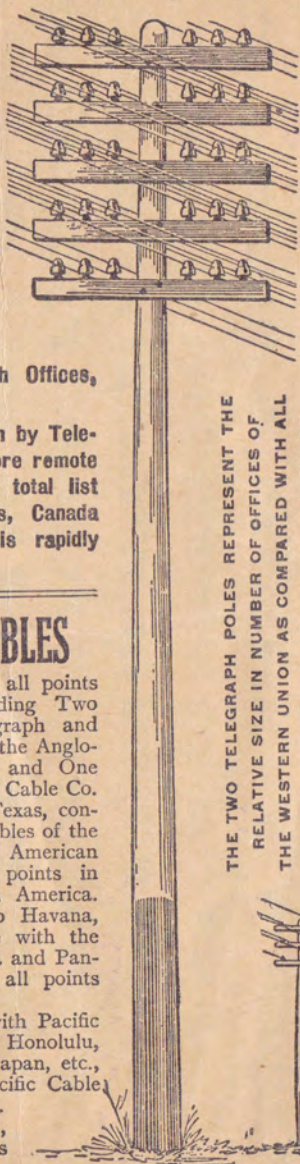 h Offices,
n by Tele-
ore remote
total list
s, Canada
is rapidly
BLES
all points
ding Two
graph and
the Anglo-
and One
Cable Co.
Texas, con-
bles of the
American
points in
America.
o Havana,
with the
. and Pan-
all points
ith Pacific
Honolulu,
apan, etc.,
cific Cable
THE TWO TELEGRAPH POLES REPRESENT THE
RELATIVE SIZE IN NUMBER OF OFFICES OF
THE WESTERN UNION AS COMPARED WITH ALL